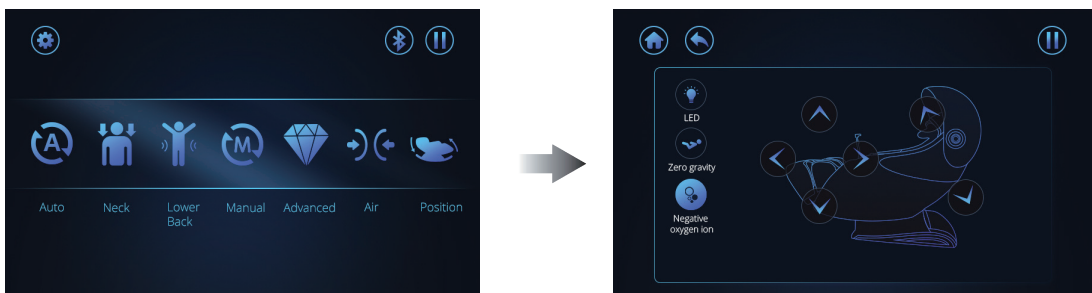 A
M
Auto
Neck
Lower
Back
Manual
Advanced
Air
Position
LED
Zero gravity
Negative
oxygen ion